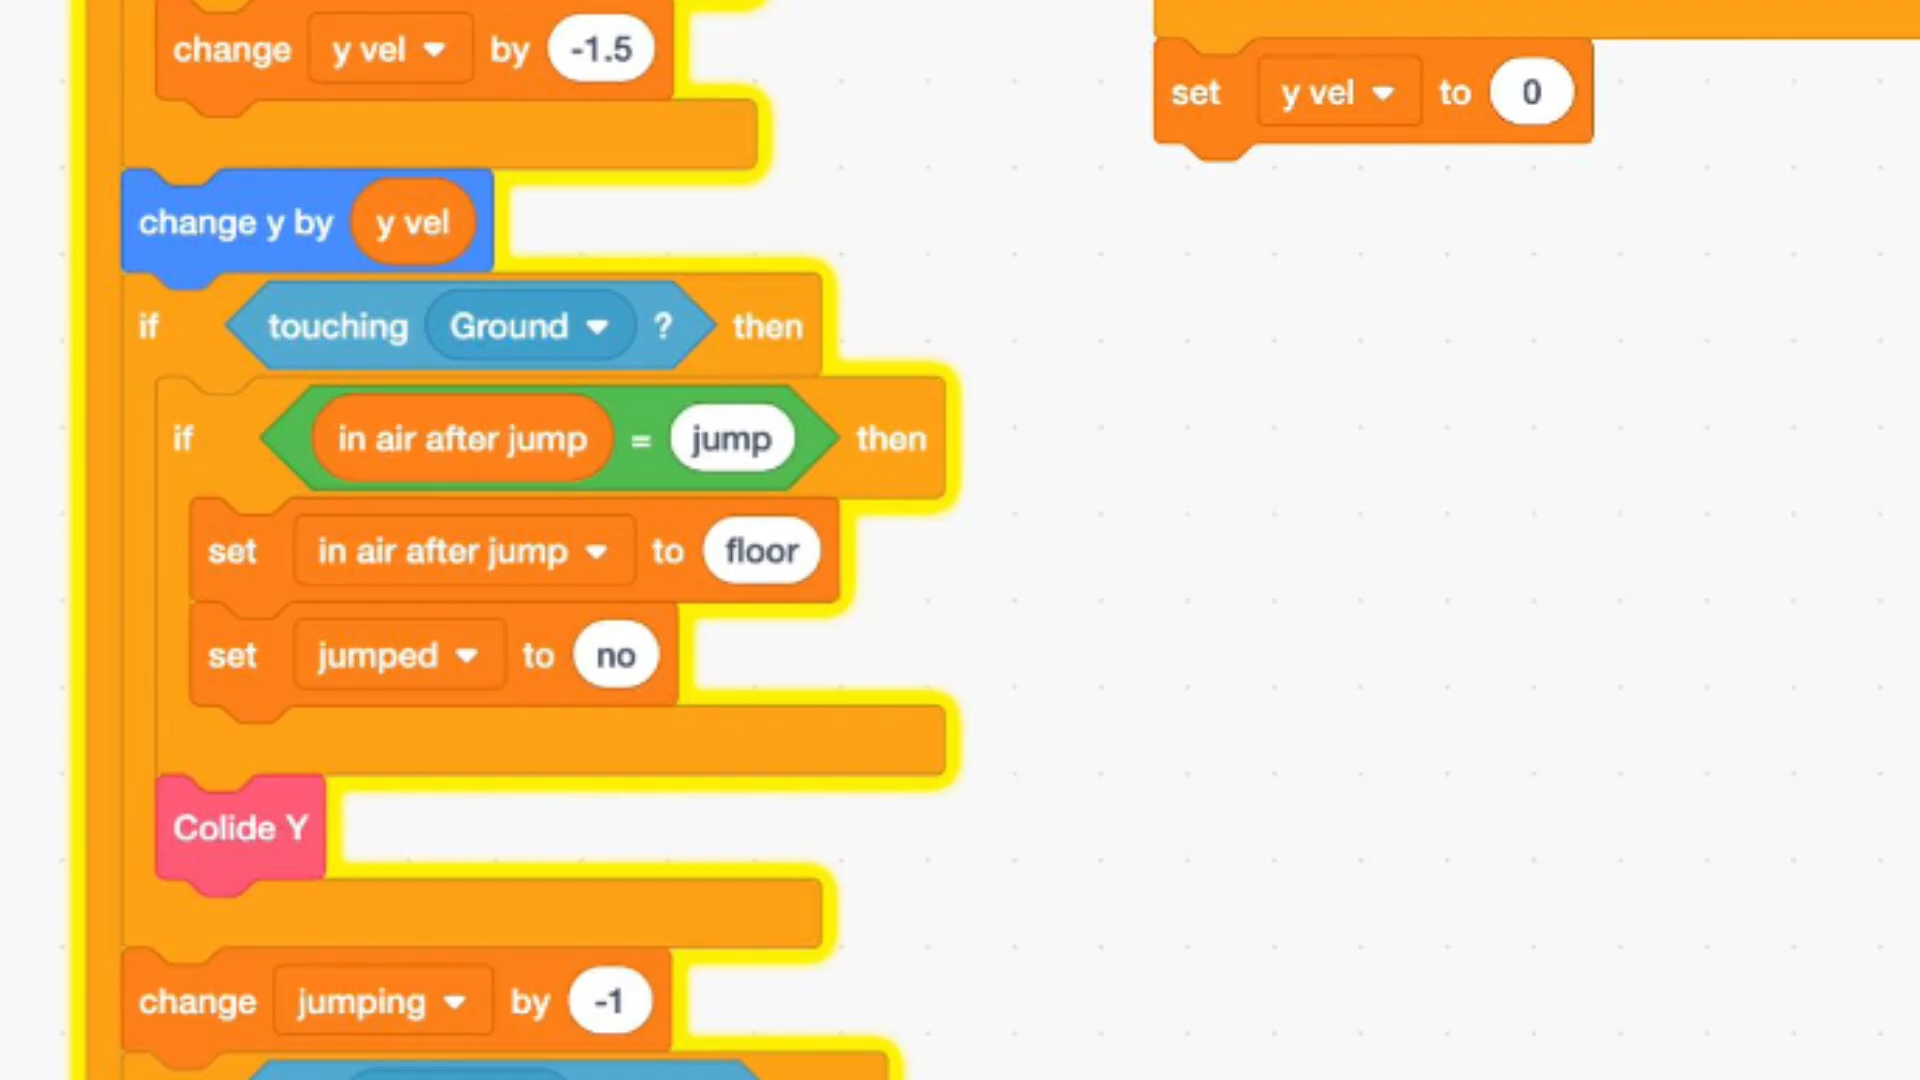 change y vel by -1.5
set y vel to 0
change y by y vel
if touching Ground ? then
if in air after jump = jump then
set in air after jump to floor
set jumped to no
Colide Y
change jumping by -1